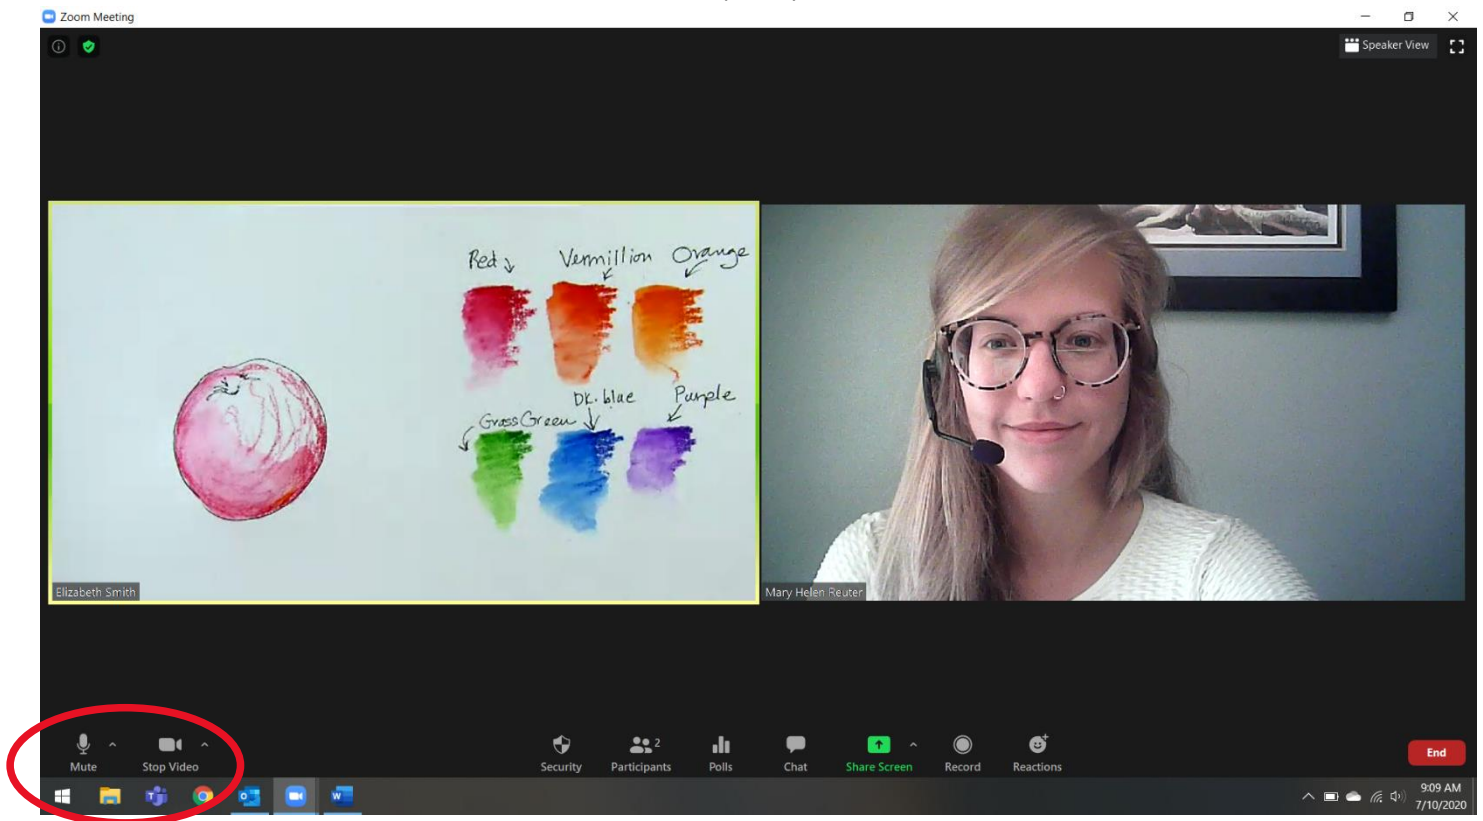 Zoom Meeting
Speaker View
Red Vermillion Orange
Dk. blue Purple
Grass Green
Elizabeth Smith
Mary Helen Reuter
Mute Stop Video Security Participants 2 Polls Chat Share Screen Record Reactions End
9:09 AM
7/10/2020